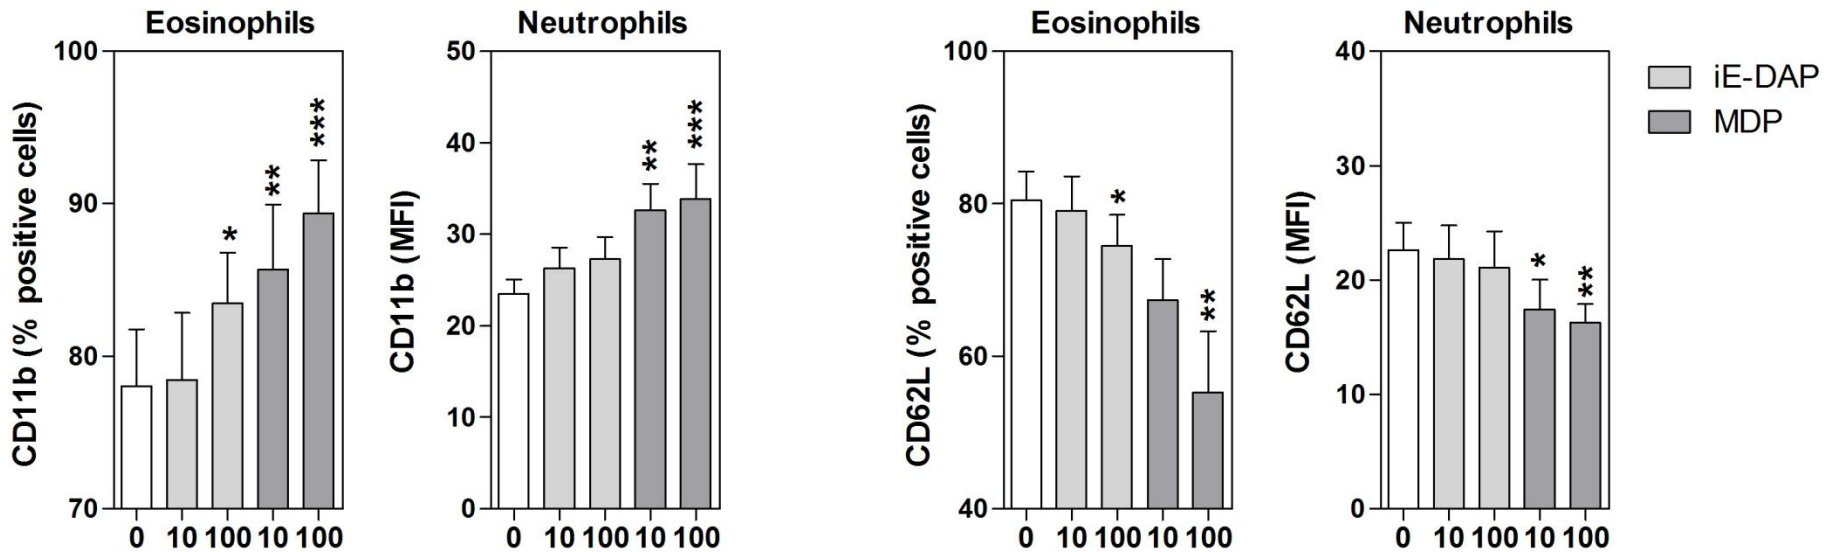 Eosinophils
CD11b (% positive cells)
100
90
80
70
*
**
***
0 10 100 10 100
Neutrophils
CD11b (MFI)
50
40
30
20
10
0
**
***
0 10 100 10 100
Eosinophils
CD62L (% positive cells)
100
80
60
40
*
**
0 10 100 10 100
Neutrophils
CD62L (MFI)
40
30
20
10
0
*
**
0 10 100 10 100
iE-DAP
MDP